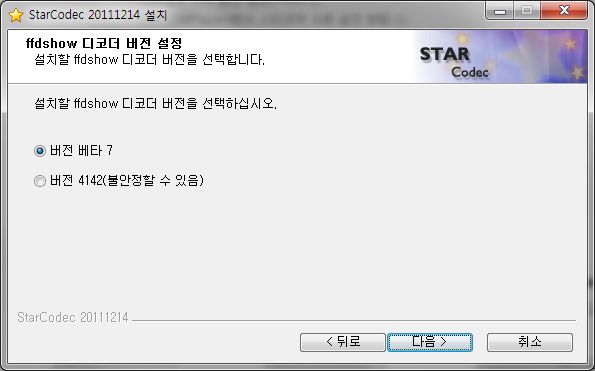 StarCodec 20111214 설치
ffdshow 디코더 버전 설정
설치할 ffdshow 디코더 버전을 선택합니다.
STAR
Codec
설치할 ffdshow 디코더 버전을 선택하십시오.
버전 베타 7
버전 4142(불안정할 수 있음)
StarCodec 20111214
< 뒤로
다음 >
취소